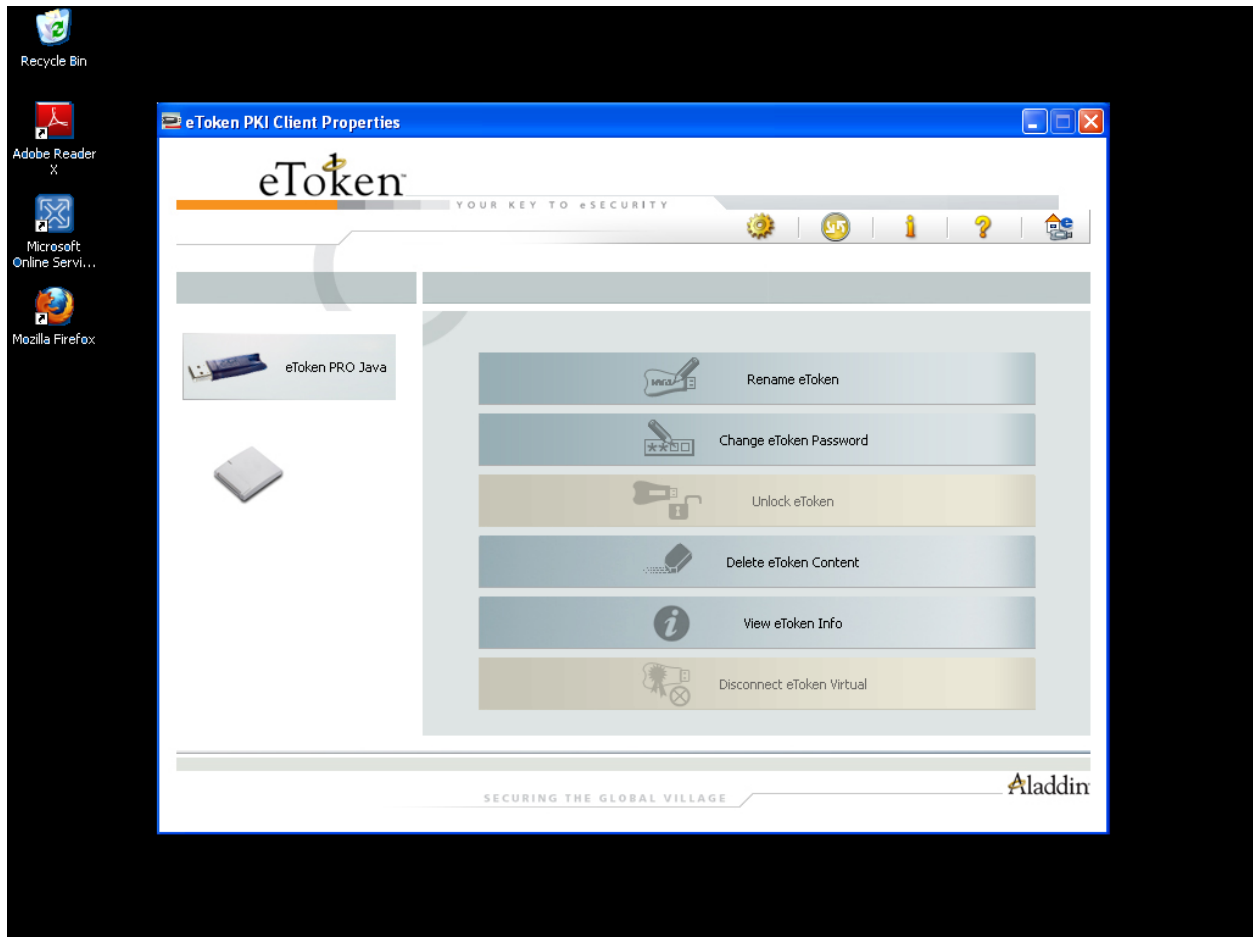 Recycle Bin
Adobe Reader
X
Microsoft
Online Servi...
Mozilla Firefox
eToken PKI Client Properties
eToken™
YOUR KEY TO eSECURITY
eToken PRO Java
Rename eToken
Change eToken Password
Unlock eToken
Delete eToken Content
View eToken Info
Disconnect eToken Virtual
SECURING THE GLOBAL VILLAGE
Aladdin